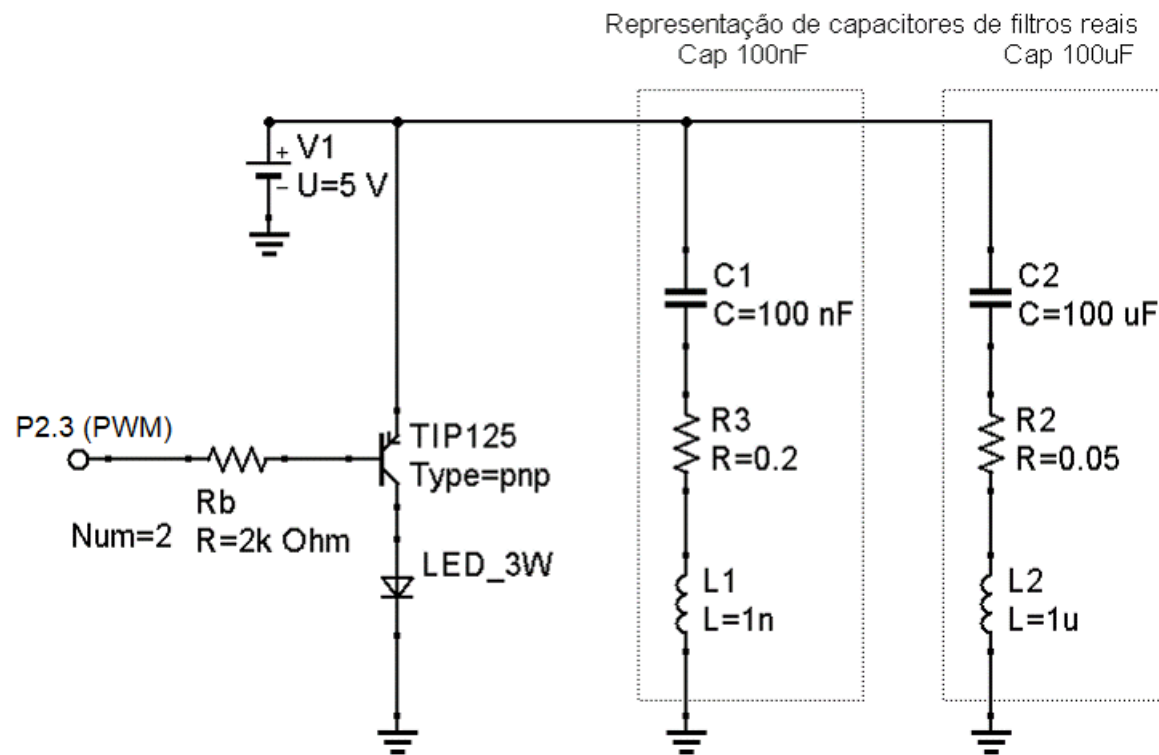 Representação de capacitores de filtros reais
Cap 100nF
Cap 100uF
+ V1
- U=5 V
C1
C=100 nF
C2
C=100 uF
P2.3 (PWM)
TIP125
Type=pnp
R3
R=0.2
R2
R=0.05
Rb
Num=2
R=2k Ohm
LED_3W
L1
L=1n
L2
L=1u